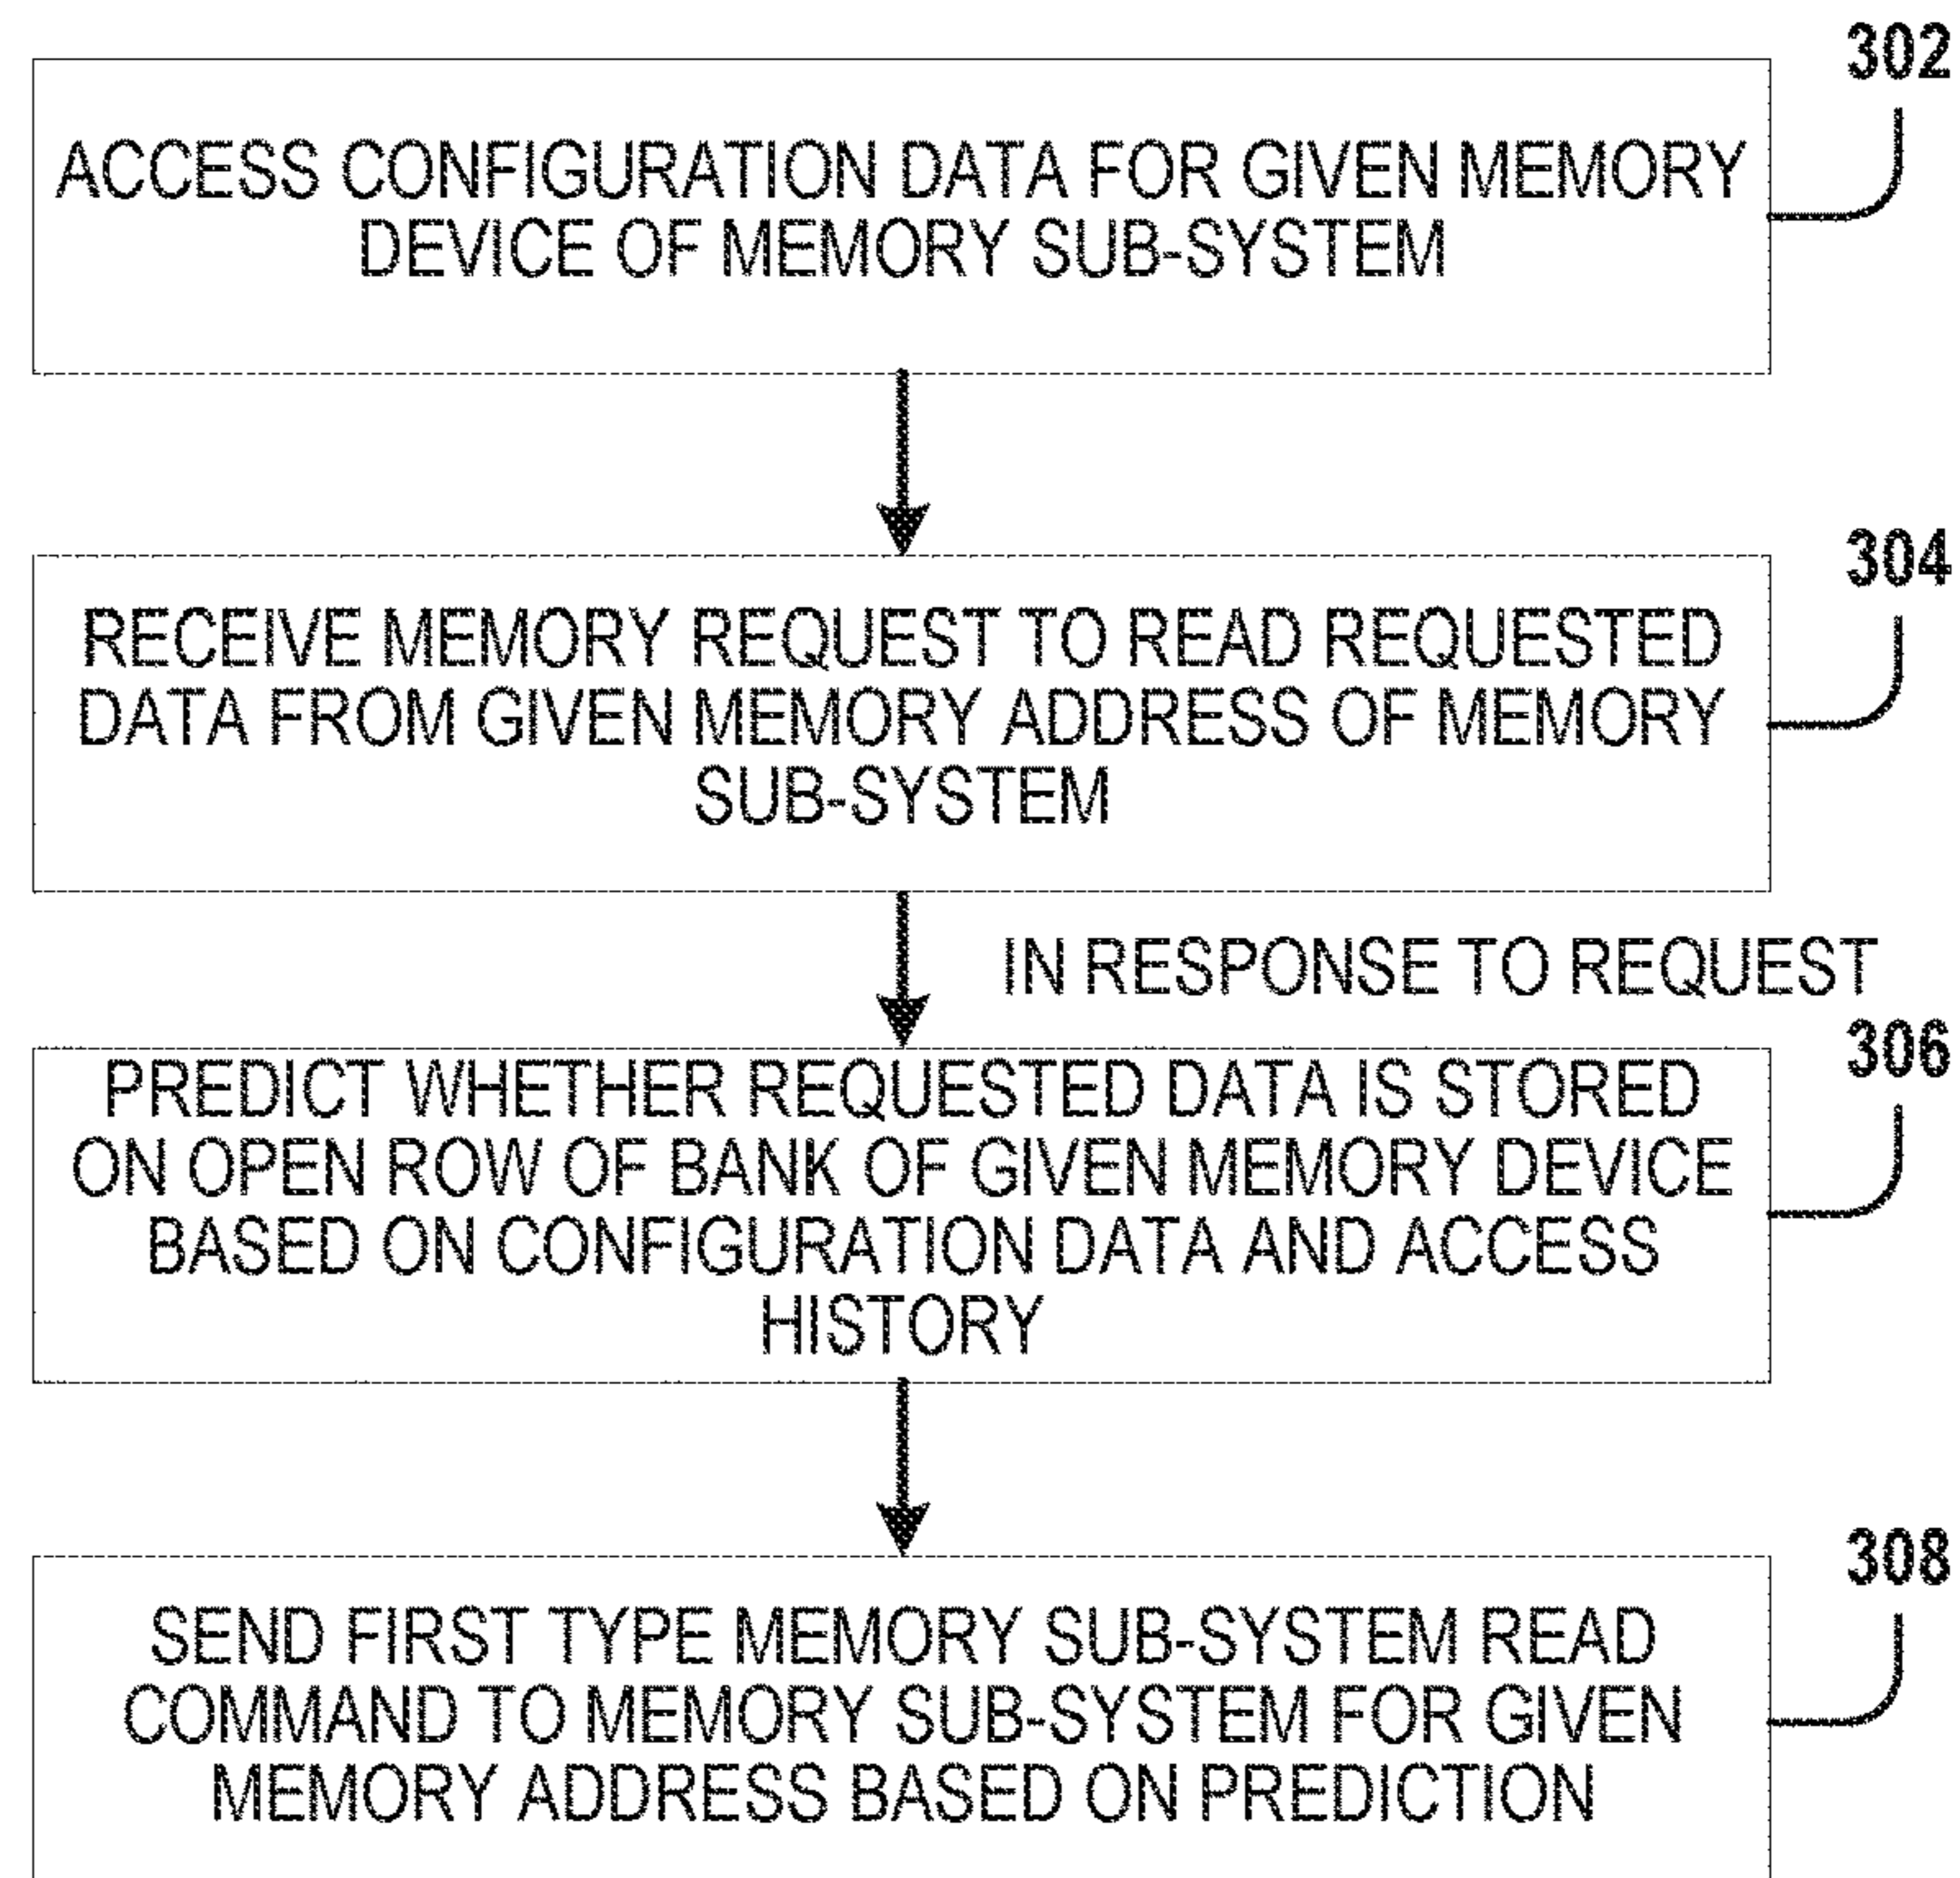 302
ACCESS CONFIGURATION DATA FOR GIVEN MEMORY
DEVICE OF MEMORY SUB-SYSTEM
304
RECEIVE MEMORY REQUEST TO READ REQUESTED
DATA FROM GIVEN MEMORY ADDRESS OF MEMORY
SUB-SYSTEM
IN RESPONSE TO REQUEST
306
PREDICT WHETHER REQUESTED DATA IS STORED
ON OPEN ROW OF BANK OF GIVEN MEMORY DEVICE
BASED ON CONFIGURATION DATA AND ACCESS
HISTORY
308
SEND FIRST TYPE MEMORY SUB-SYSTEM READ
COMMAND TO MEMORY SUB-SYSTEM FOR GIVEN
MEMORY ADDRESS BASED ON PREDICTION